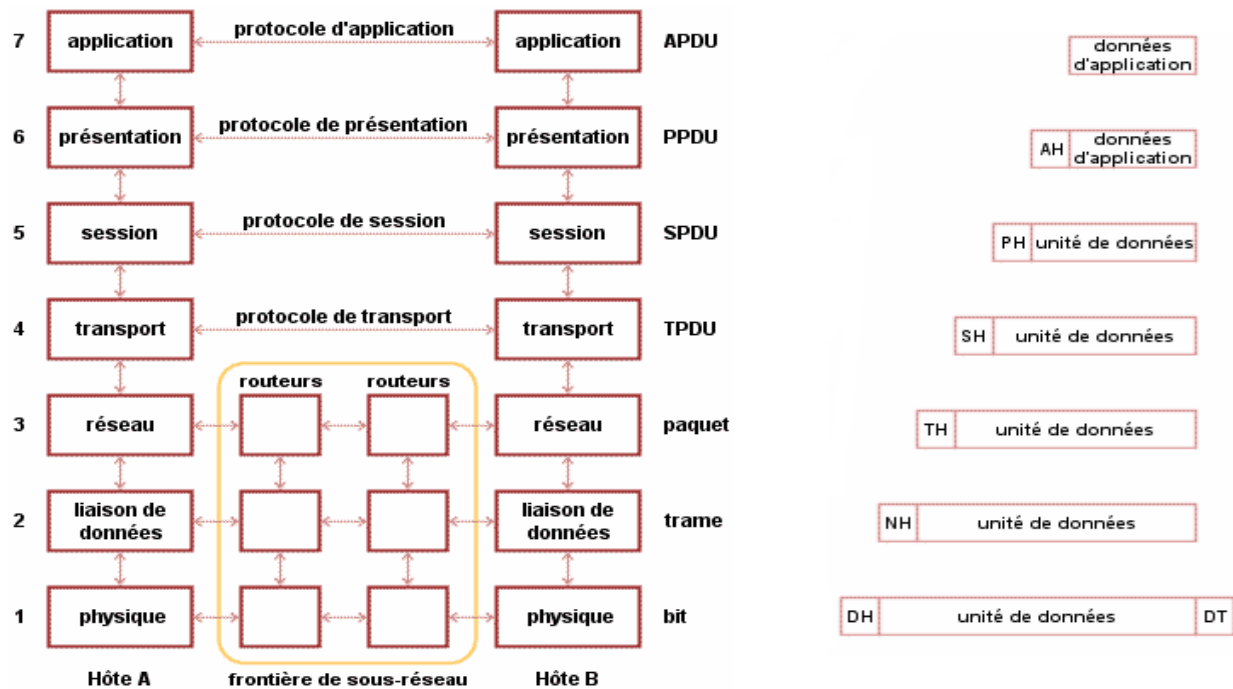 7 application protocole d'application application APDU données
d'application
6 présentation protocole de présentation présentation PPDU AH données
d'application
5 session protocole de session session SPDU PH unité de données
4 transport protocole de transport transport TPDU SH unité de données
routeurs routeurs
3 réseau réseau paquet TH unité de données
2 liaison de données liaison de données trame NH unité de données
1 physique physique bit DH unité de données DT
Hôte A frontière de sous-réseau Hôte B